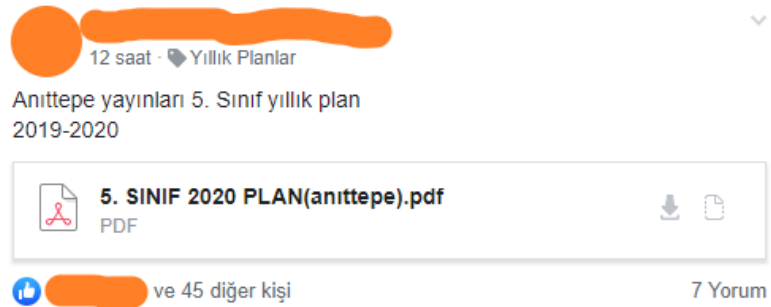 12 saat · Yıllık Planlar
Anıttepe yayınları 5. Sınıf yıllık plan
2019-2020
5. SINIF 2020 PLAN(anıttepe).pdf
PDF
ve 45 diğer kişi
7 Yorum